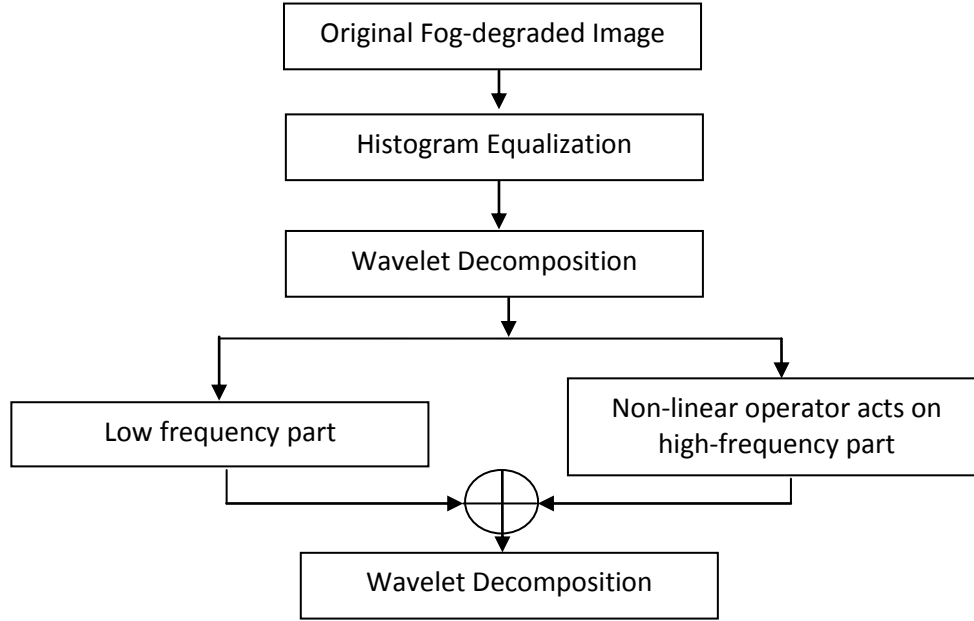 Original Fog-degraded Image
Histogram Equalization
Wavelet Decomposition
Low frequency part
Non-linear operator acts on
high-frequency part
Wavelet Decomposition